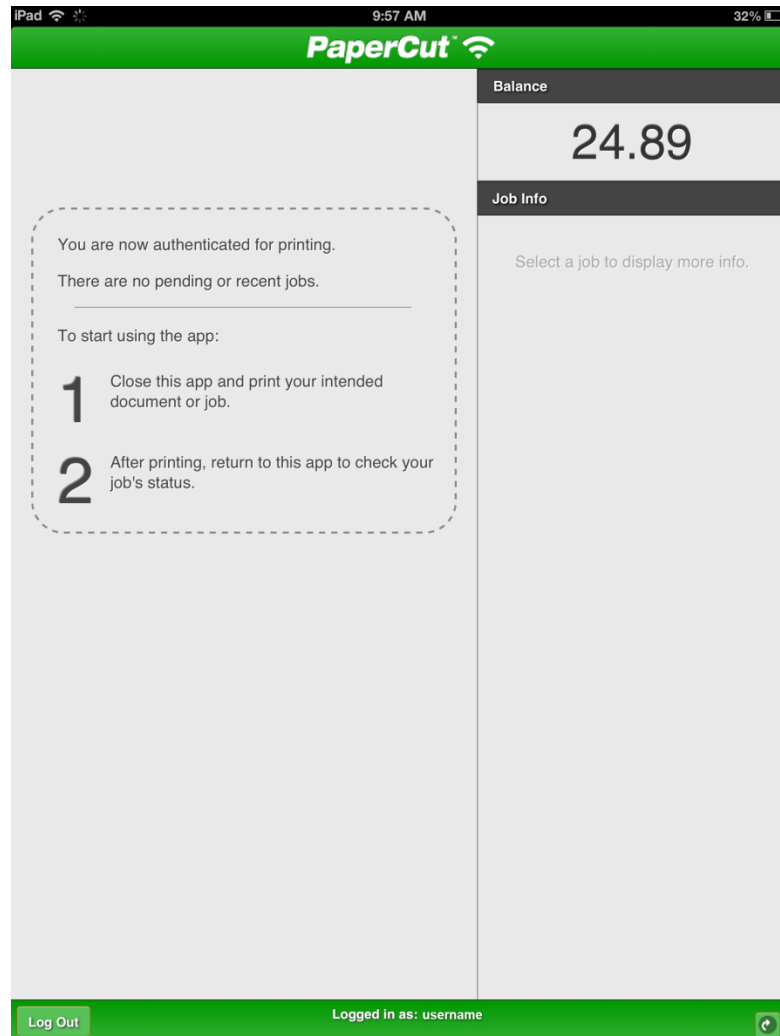 iPad 9:57 AM 32%
PaperCut™
Balance
24.89
Job Info
Select a job to display more info.
You are now authenticated for printing.
There are no pending or recent jobs.
To start using the app:
1 Close this app and print your intended
document or job.
2 After printing, return to this app to check your
job's status.
Log Out Logged in as: username